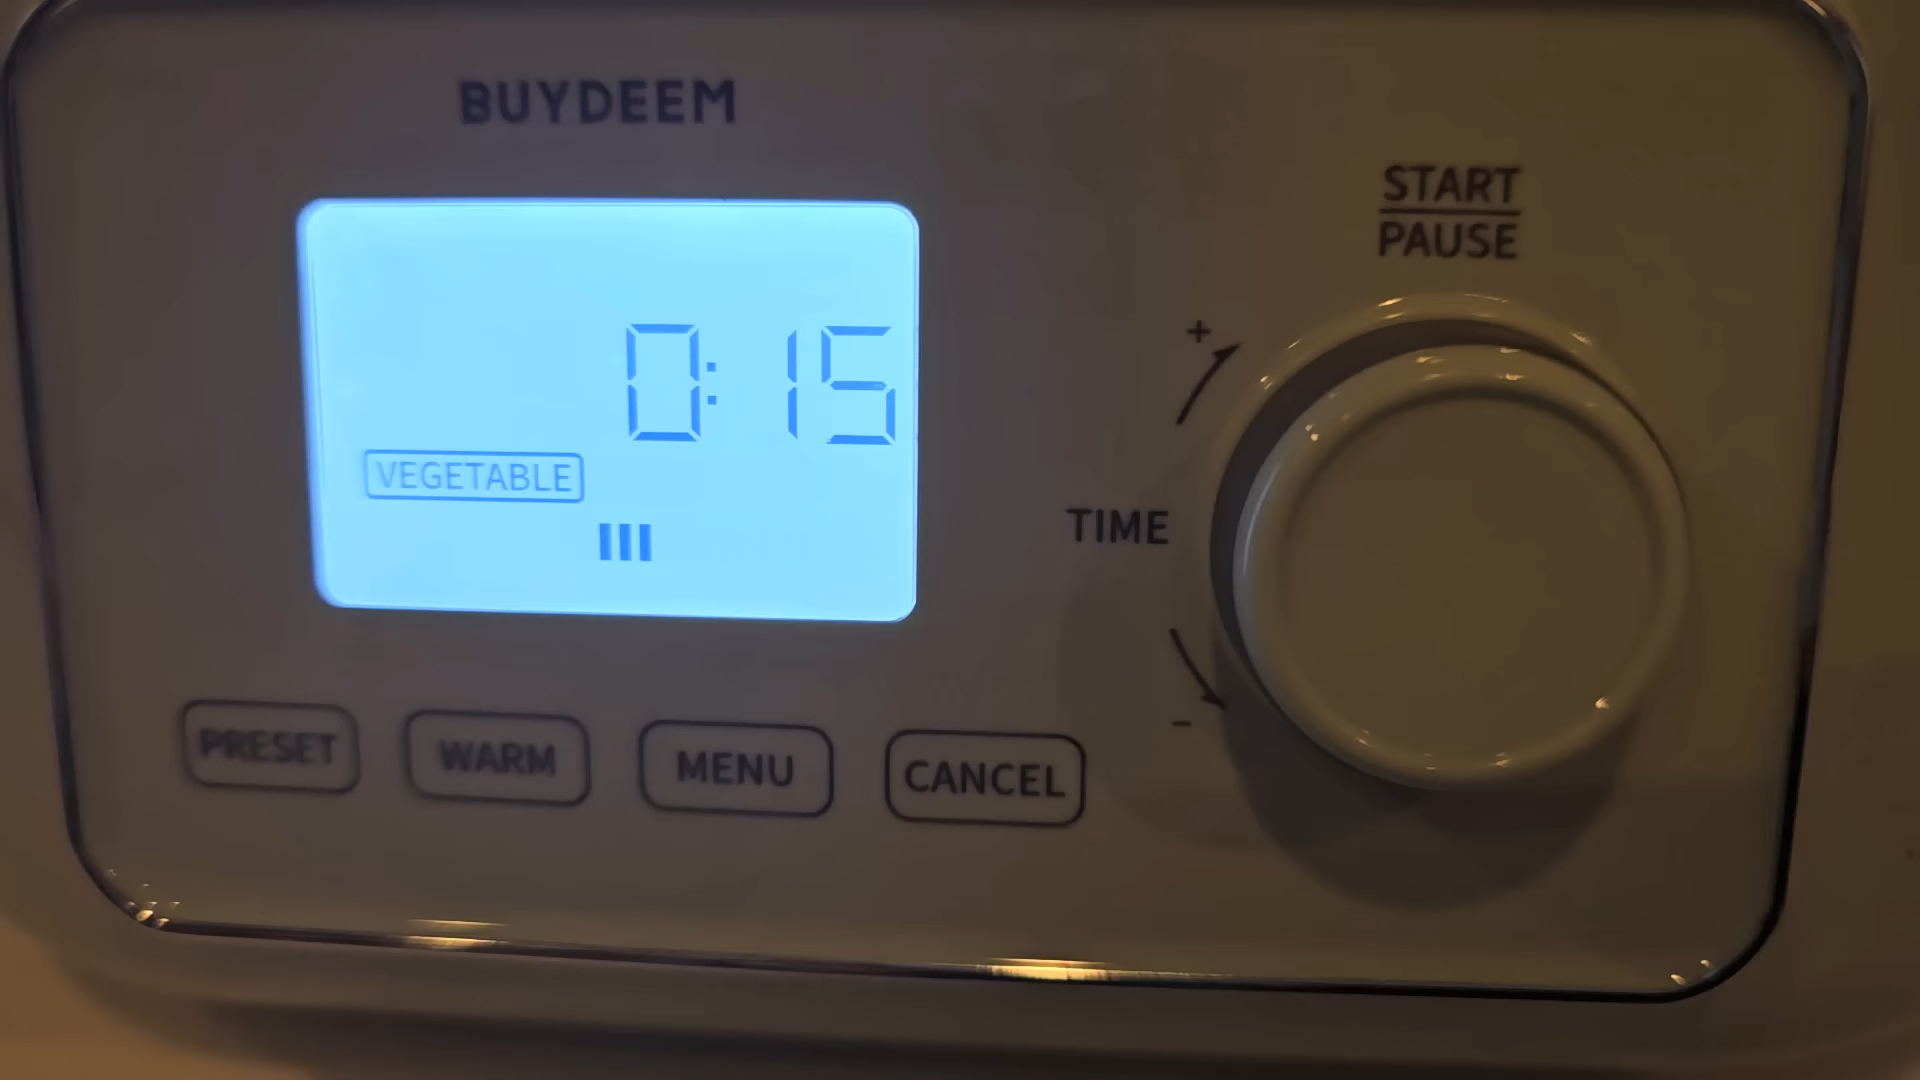 BUYDEEM
START
PAUSE
0:15
VEGETABLE
+
TIME
-
PRESET
WARM
MENU
CANCEL